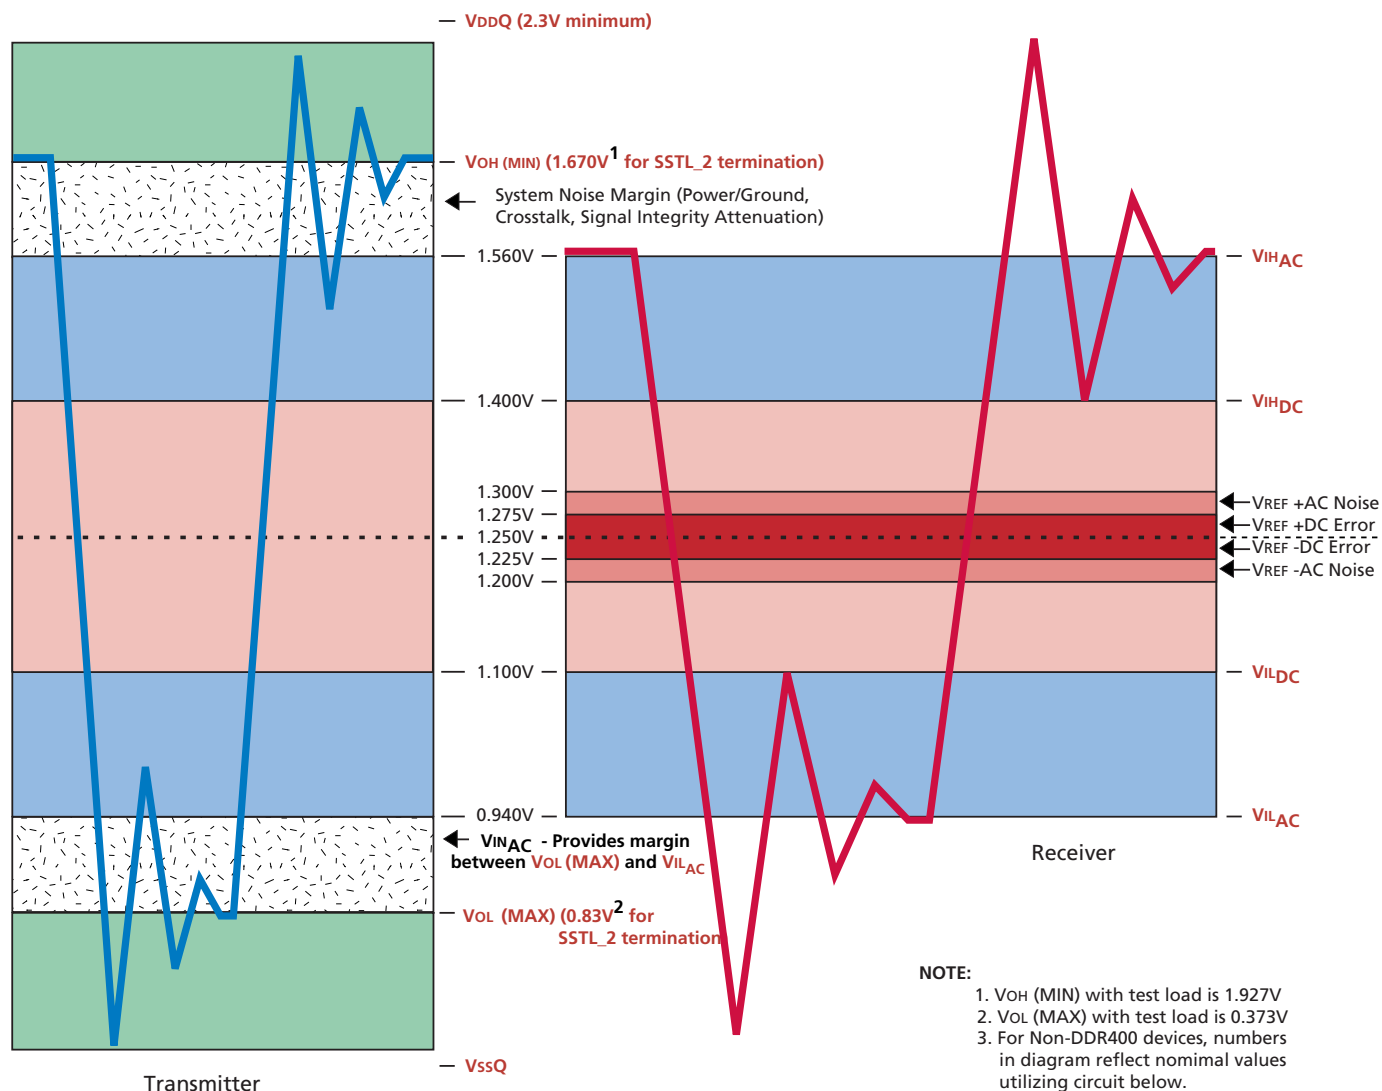 VDDQ (2.3V minimum)
VOH (MIN) (1.670V1 for SSTL_2 termination)
System Noise Margin (Power/Ground,
Crosstalk, Signal Integrity Attenuation)
1.560V
VIHAC
1.400V
VIHDC
1.300V
1.275V
1.250V
1.225V
1.200V
VREF +AC Noise
VREF +DC Error
VREF -DC Error
VREF -AC Noise
1.100V
VILDC
0.940V
VILAC
VINAC - Provides margin
between VOL (MAX) and VILAC
Receiver
VOL (MAX) (0.83V2 for
SSTL_2 termination
NOTE:
1. VOH (MIN) with test load is 1.927V
2. VOL (MAX) with test load is 0.373V
3. For Non-DDR400 devices, numbers
in diagram reflect nomimal values
utilizing circuit below.
VSSQ
Transmitter